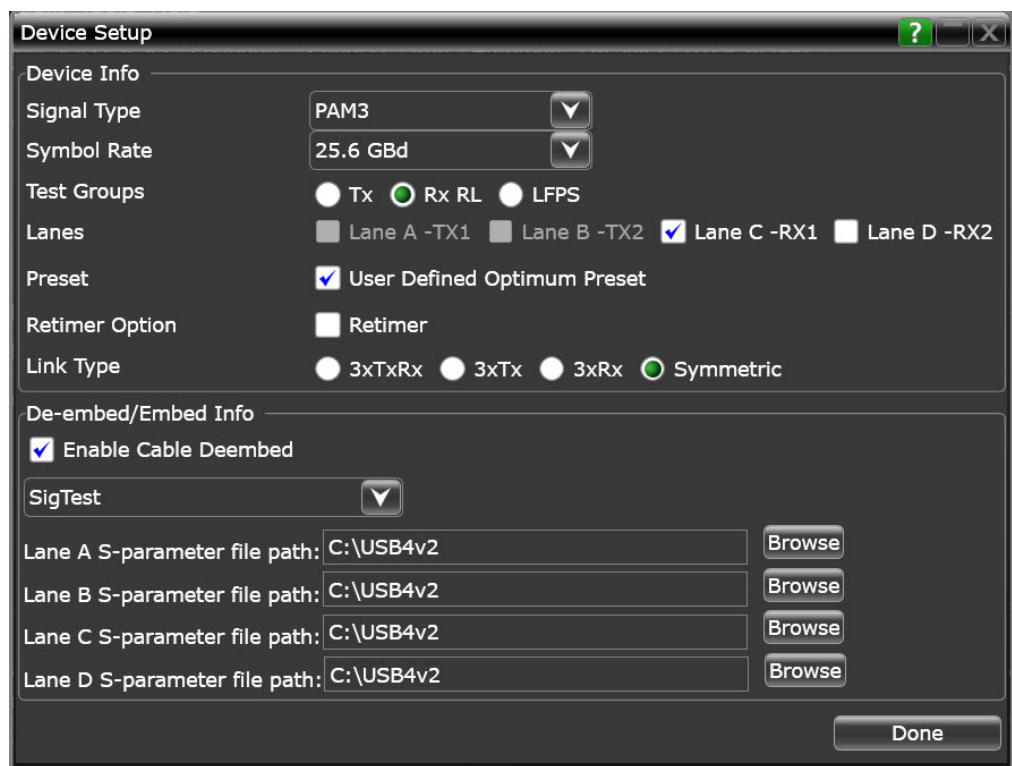 Device Setup ? X
Device Info
Signal Type PAM3
Symbol Rate 25.6 GBd
Test Groups Tx Rx RL LFPS
Lanes Lane A -TX1 Lane B -TX2 Lane C -RX1 Lane D -RX2
Preset User Defined Optimum Preset
Retimer Option Retimer
Link Type 3xTxRx 3xTx 3xRx Symmetric
De-embed/Embed Info
Enable Cable Deembed
SigTest
Lane A S-parameter file path: C:\USB4v2 Browse
Lane B S-parameter file path: C:\USB4v2 Browse
Lane C S-parameter file path: C:\USB4v2 Browse
Lane D S-parameter file path: C:\USB4v2 Browse
Done